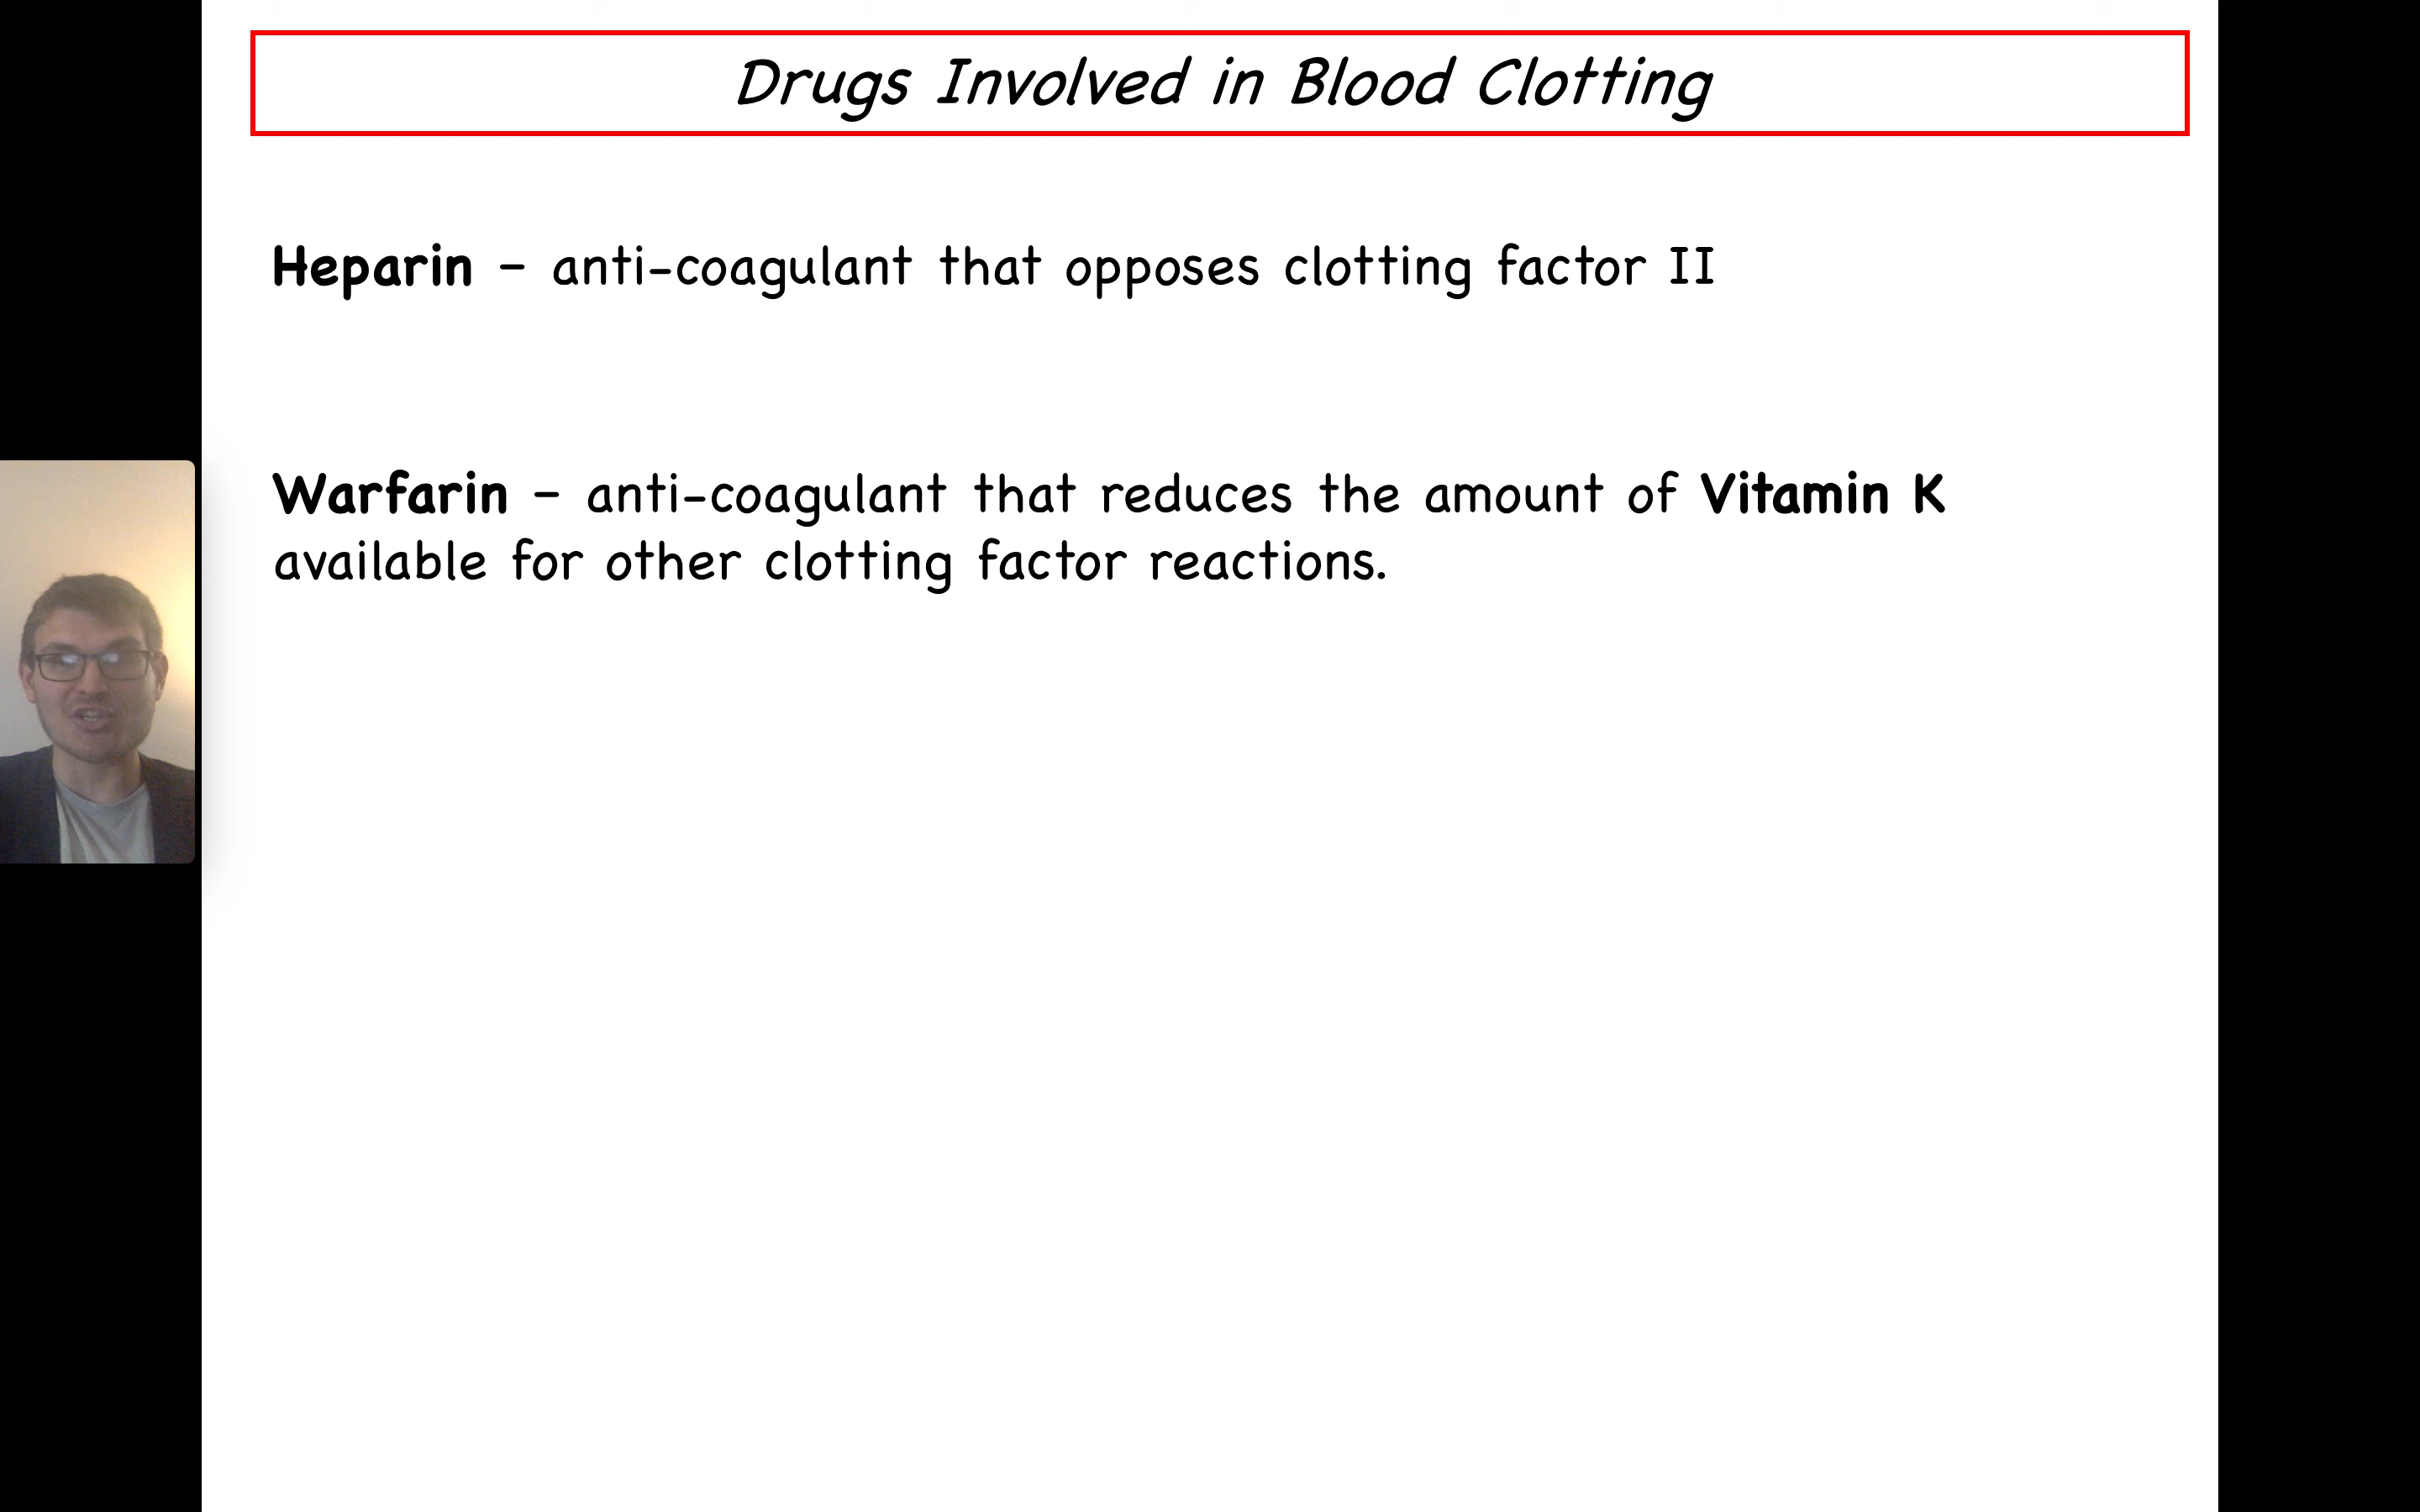 Drugs Involved in Blood Clotting
Heparin – anti-coagulant that opposes clotting factor II
Warfarin – anti-coagulant that reduces the amount of Vitamin K
available for other clotting factor reactions.